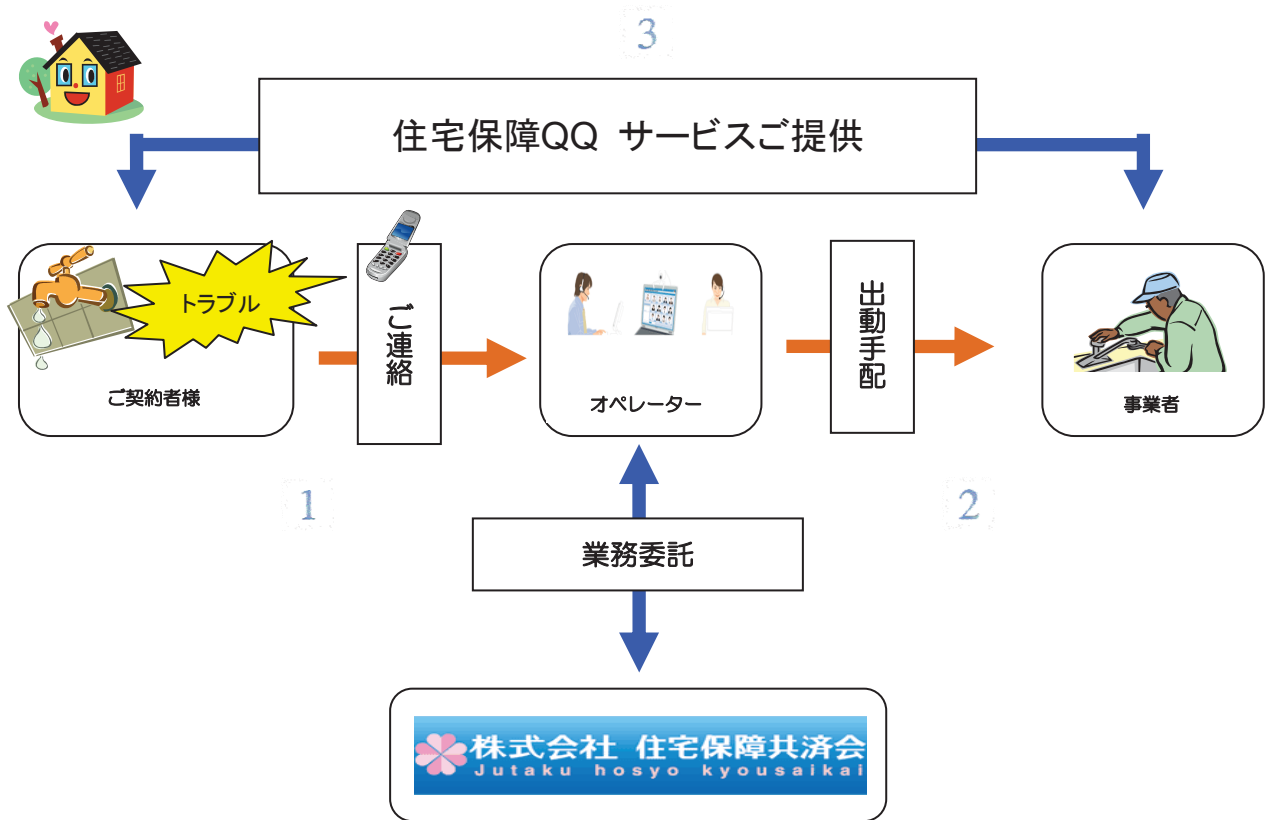 3
住宅保障QQ サービスご提供
トラブル
ご契約者様
ご連絡
オペレーター
出動手配
事業者
1
2
業務委託
株式会社 住宅保障共済会
Jutaku hosyo kyousaikai